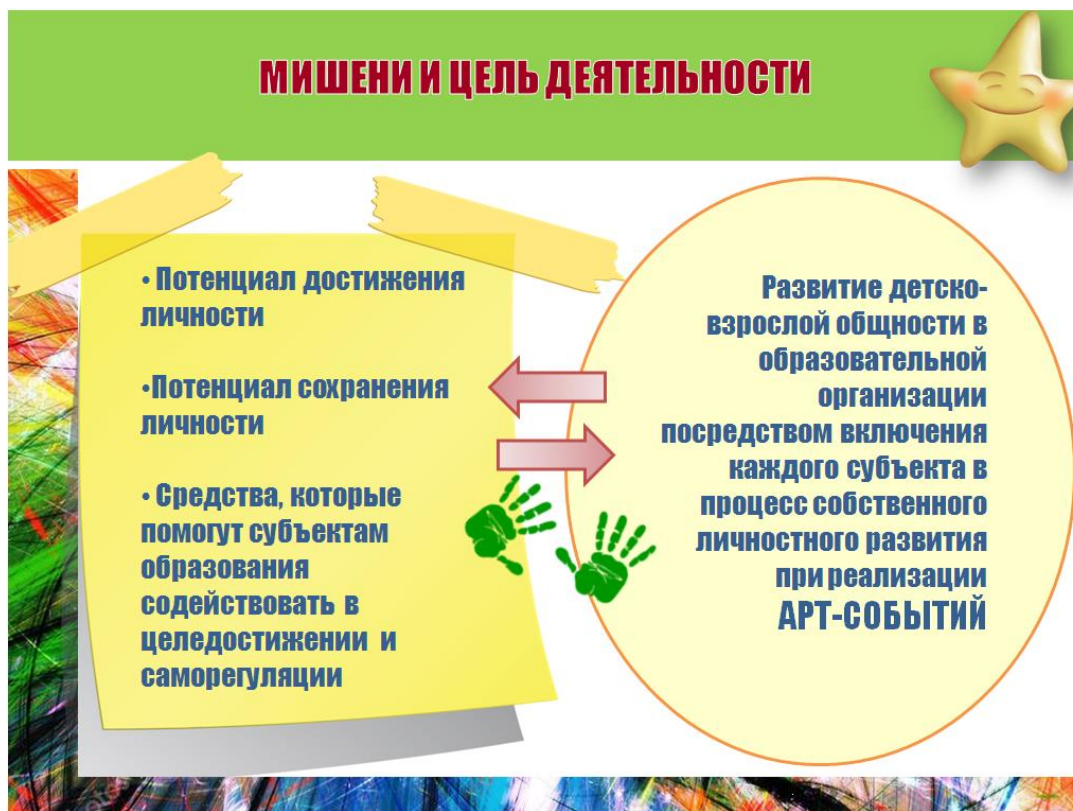 МИШЕНИ И ЦЕЛЬ ДЕЯТЕЛЬНОСТИ
• Потенциал достижения
личности
•Потенциал сохранения
личности
• Средства, которые
помогут субъектам
образования
содействовать в
целедостижении и
саморегуляции
Развитие детско-
взрослой общности в
образовательной
организации
посредством включения
каждого субъекта в
процесс собственного
личностного развития
при реализации
АРТ-СОБЫТИЙ